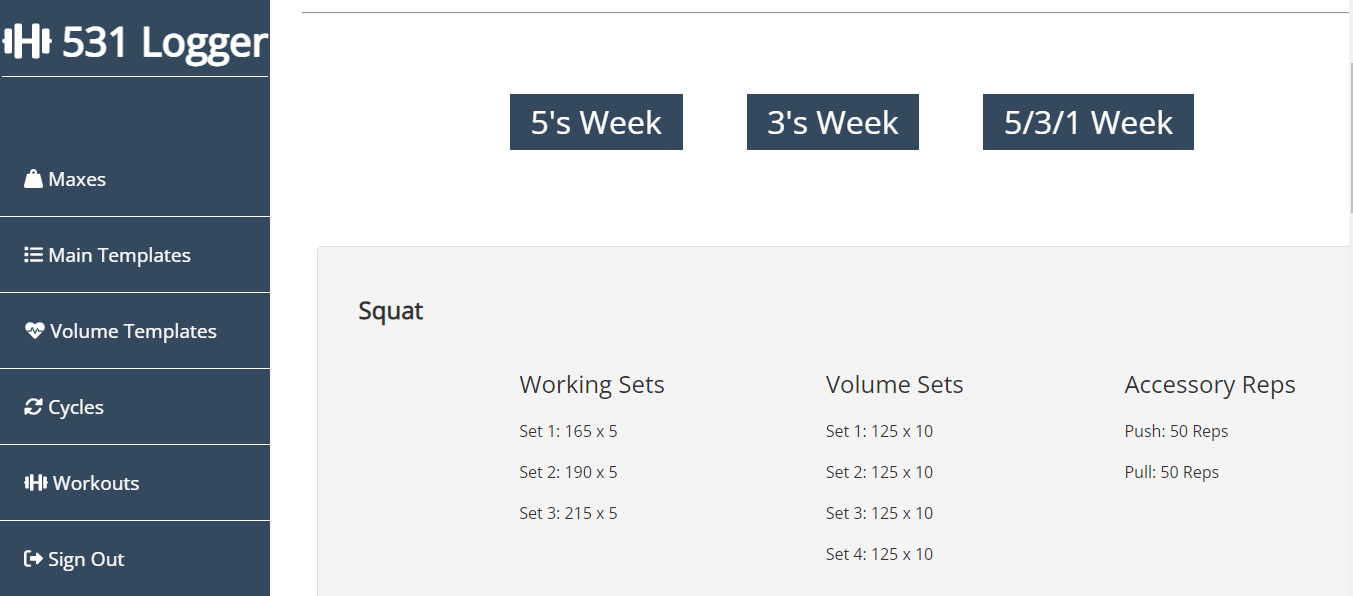 531 Logger
Maxes
Main Templates
Volume Templates
Cycles
Workouts
Sign Out
5's Week
3's Week
5/3/1 Week
Squat
Working Sets
Set 1: 165 x 5
Set 2: 190 x 5
Set 3: 215 x 5
Volume Sets
Set 1: 125 x 10
Set 2: 125 x 10
Set 3: 125 x 10
Set 4: 125 x 10
Accessory Reps
Push: 50 Reps
Pull: 50 Reps